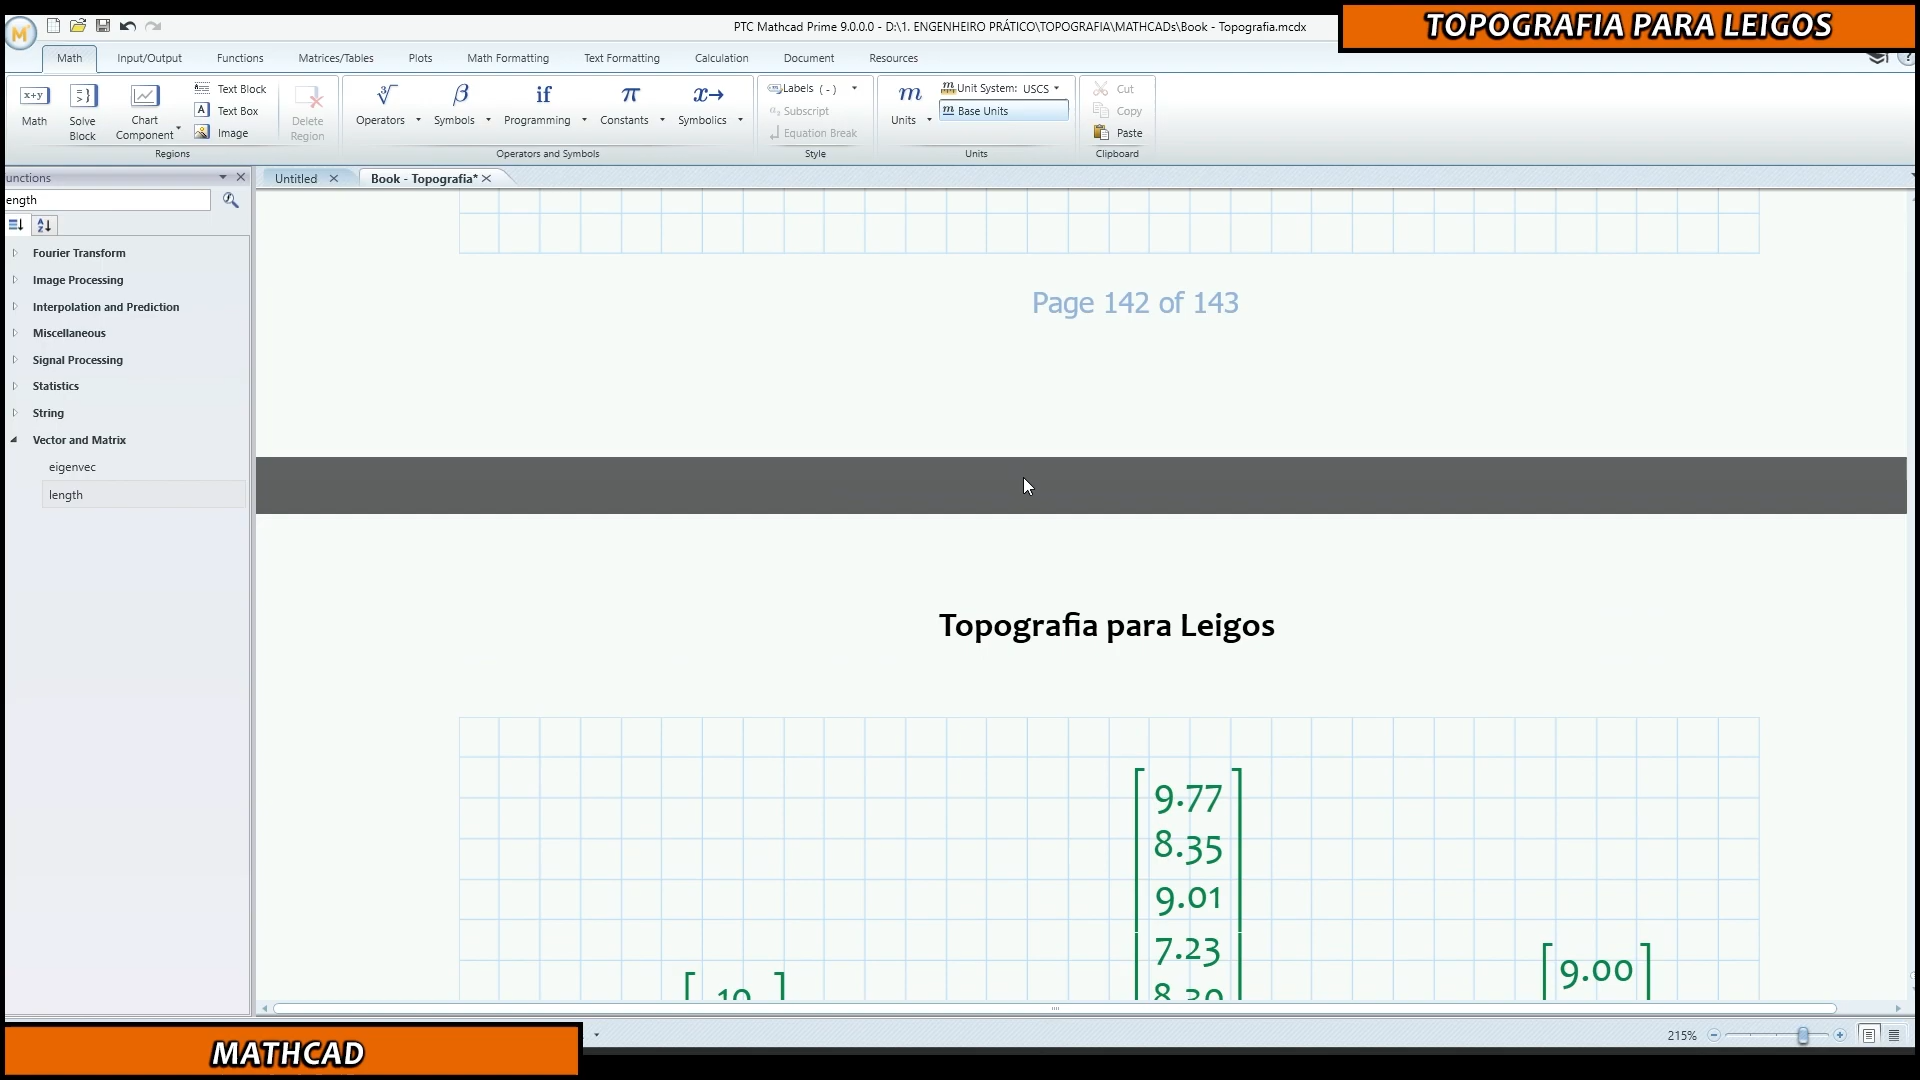 PTC Mathcad Prime 9.0.0.0 - D:\1. ENGENHEIRO PRÁTICO\TOPOGRAFIA\MATHCADs\Book - Topografia.mcdx
TOPOGRAFIA PARA LEIGOS
Math Input/Output Functions Matrices/Tables Plots Math Formatting Text Formatting Calculation Document Resources
Math
Solve Block
Chart Component
Text Block
Text Box
Image
Delete Region
Regions
Operators
Symbols
Programming
Constants
Symbolics
Operators and Symbols
Labels ( - )
Subscript
Equation Break
Style
Units
Unit System: USCS
Base Units
Units
Cut
Copy
Paste
Clipboard
unctions
ength
Fourier Transform
Image Processing
Interpolation and Prediction
Miscellaneous
Signal Processing
Statistics
String
Vector and Matrix
eigenvec
length
Untitled
Book - Topografia*
Page 142 of 143
Topografia para Leigos
9.77
8.35
9.01
7.23
8.30
10
9.00
215%
MATHCAD